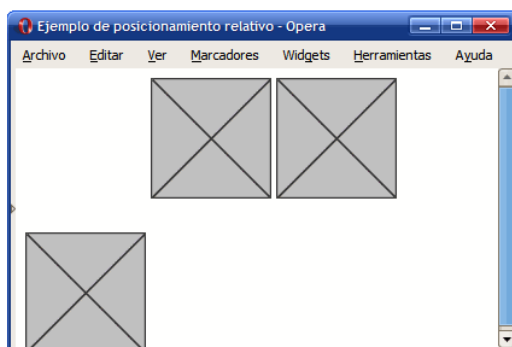 Ejemplo de posicionamiento relativo - Opera
Archivo Editar Ver Marcadores Widgets Herramientas Ayuda